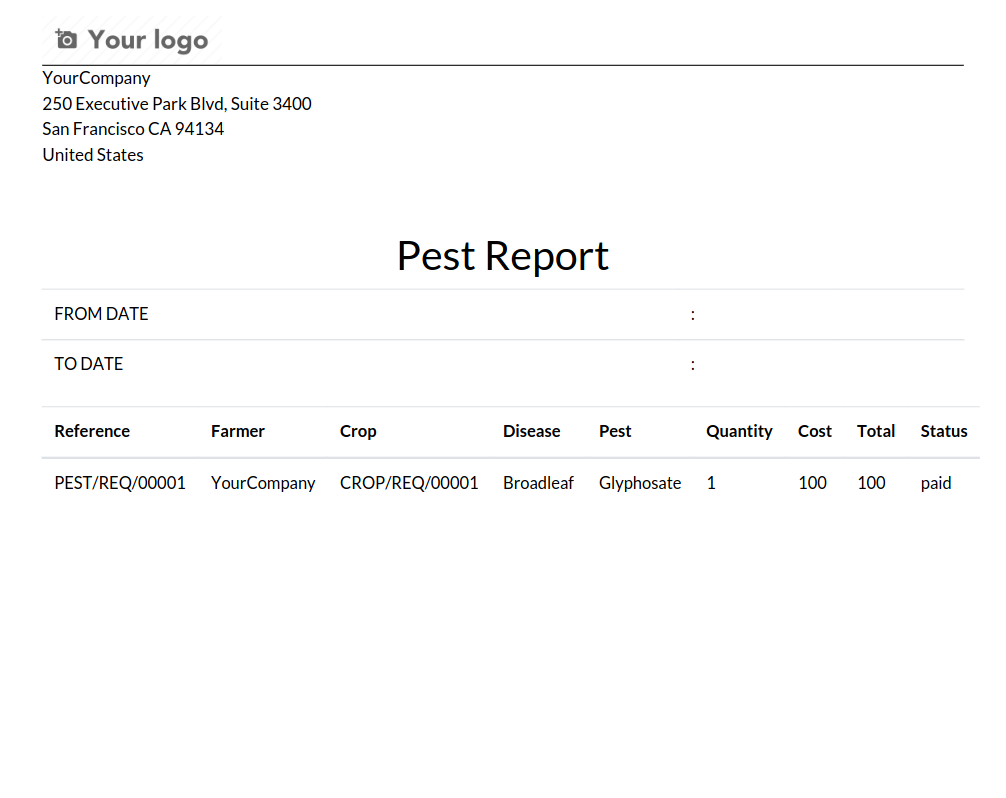 Your logo
YourCompany
250 Executive Park Blvd, Suite 3400
San Francisco CA 94134
United States
Pest Report
FROM DATE :
TO DATE :
Reference Farmer Crop Disease Pest Quantity Cost Total Status
PEST/REQ/00001 YourCompany CROP/REQ/00001 Broadleaf Glyphosate 1 100 100 paid